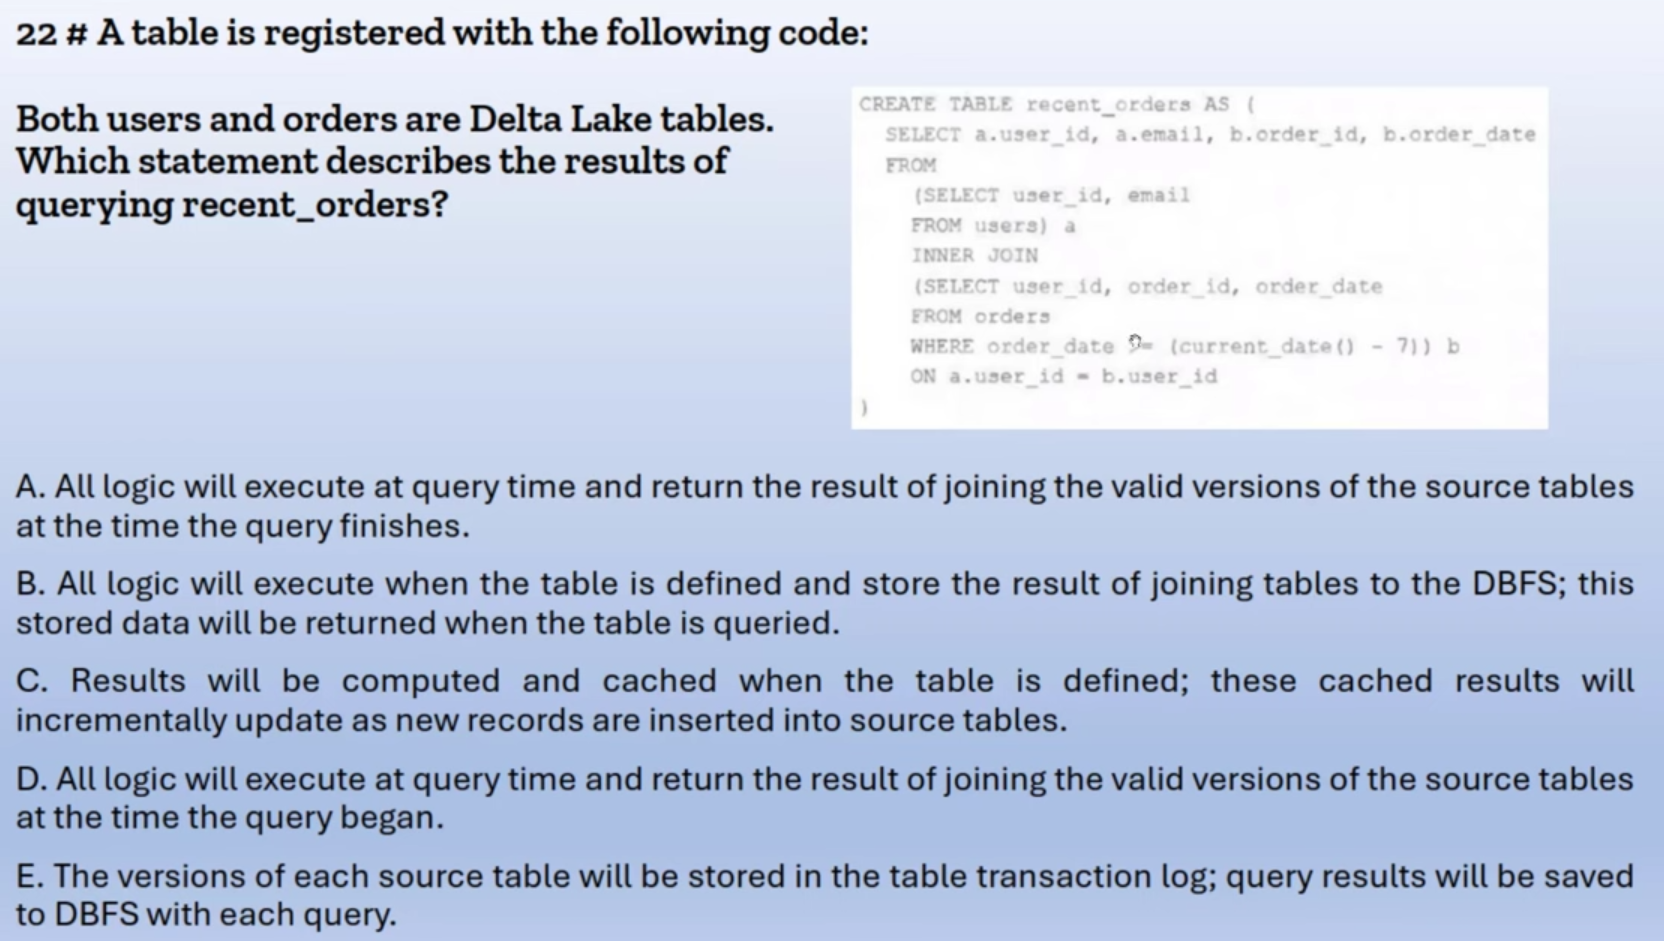 22 # A table is registered with the following code:
Both users and orders are Delta Lake tables.
Which statement describes the results of
querying recent_orders?
CREATE TABLE recent_orders AS (
SELECT a.user_id, a.email, b.order_id, b.order_date
FROM
(SELECT user_id, email
FROM users) a
INNER JOIN
(SELECT user_id, order_id, order_date
FROM orders
WHERE order_date >= (current_date() - 7)) b
ON a.user_id = b.user_id
)
A. All logic will execute at query time and return the result of joining the valid versions of the source tables
at the time the query finishes.
B. All logic will execute when the table is defined and store the result of joining tables to the DBFS; this
stored data will be returned when the table is queried.
C. Results will be computed and cached when the table is defined; these cached results will
incrementally update as new records are inserted into source tables.
D. All logic will execute at query time and return the result of joining the valid versions of the source tables
at the time the query began.
E. The versions of each source table will be stored in the table transaction log; query results will be saved
to DBFS with each query.